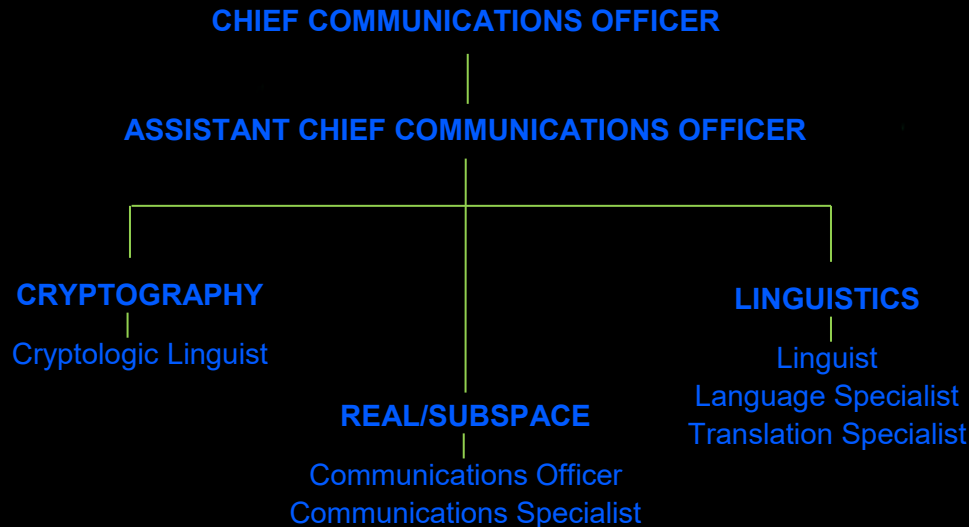 CHIEF COMMUNICATIONS OFFICER
ASSISTANT CHIEF COMMUNICATIONS OFFICER
CRYPTOGRAPHY
Cryptologic Linguist
REAL/SUBSPACE
Communications Officer
Communications Specialist
LINGUISTICS
Linguist
Language Specialist
Translation Specialist